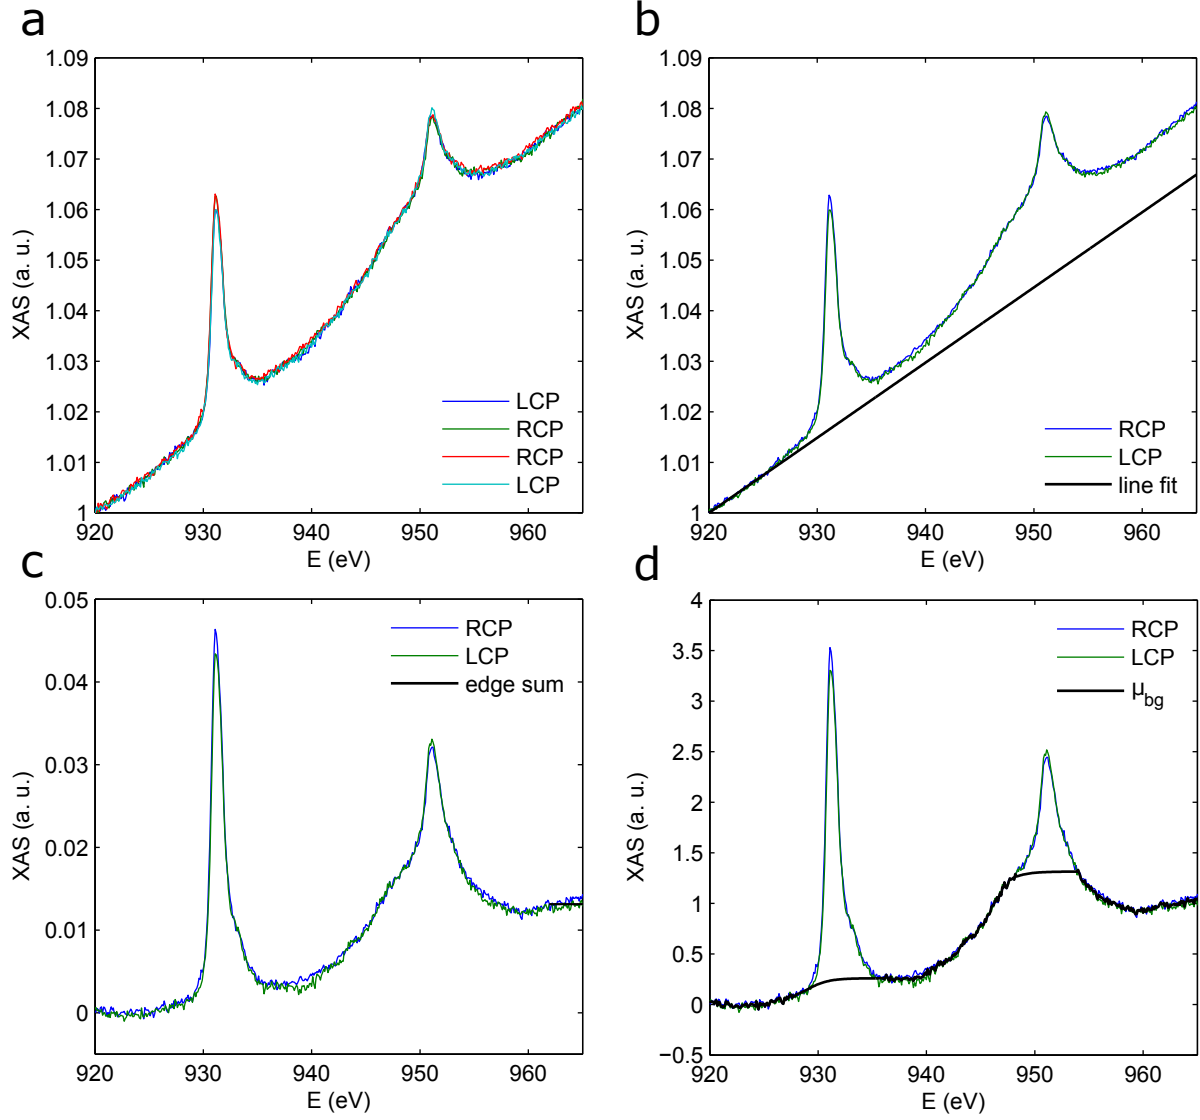 a
1.09
1.08
1.07
1.06
1.05
1.04
1.03
1.02
1.01
1
XAS (a. u.)
LCP
RCP
RCP
LCP
920 930 940 950 960
E (eV)
b
1.09
1.08
1.07
1.06
1.05
1.04
1.03
1.02
1.01
1
XAS (a. u.)
RCP
LCP
line fit
920 930 940 950 960
E (eV)
c
0.05
0.04
0.03
0.02
0.01
0
XAS (a. u.)
RCP
LCP
edge sum
920 930 940 950 960
E (eV)
d
4
3.5
3
2.5
2
1.5
1
0.5
0
−0.5
XAS (a. u.)
RCP
LCP
μbg
920 930 940 950 960
E (eV)